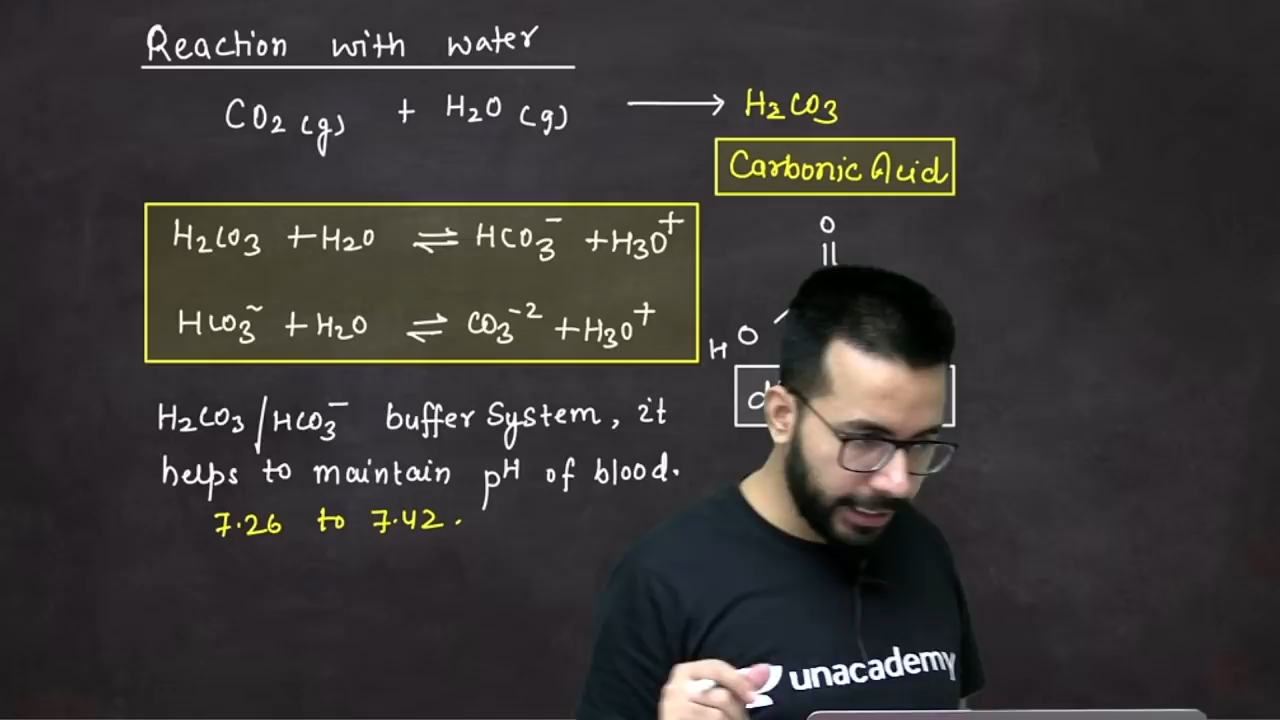 Reaction with water
CO2 (g) + H2O (g) ⟶ H2CO3
Carbonic Acid
H2CO3 + H2O ⇌ HCO3⁻ + H3O⁺
HCO3⁻ + H2O ⇌ CO3⁻² + H3O⁺
O
H O
H2CO3/HCO3⁻ buffer System, it
helps to maintain pH of blood.
7.26 to 7.42.
unacademy